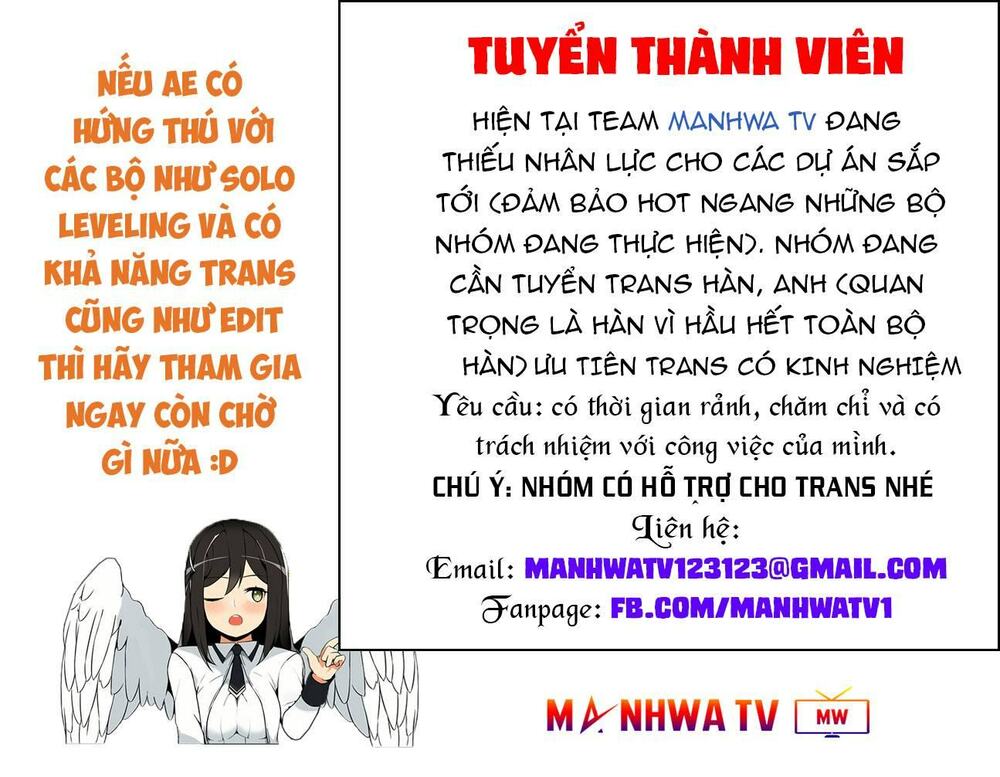 NẾU AE CÓ
HỨNG THÚ VỚI
CÁC BỘ NHƯ SOLO
LEVELING VÀ CÓ
KHẢ NĂNG TRANS
CŨNG NHƯ EDIT
THÌ HÃY THAM GIA
NGAY CÒN CHỜ
GÌ NỮA :D
TUYỂN THÀNH VIÊN
HIỆN TẠI TEAM MANHWA TV ĐANG
THIẾU NHÂN LỰC CHO CÁC DỰ ÁN SẮP
TỚI (ĐẢM BẢO HOT NGANG NHỮNG BỘ
NHÓM ĐANG THỰC HIỆN). NHÓM ĐANG
CẦN TUYỂN TRANS HÀN, ANH (QUAN
TRỌNG LÀ HÀN VÌ HẦU HẾT TOÀN BỘ
HÀN) ƯU TIÊN TRANS CÓ KINH NGHIỆM
Yêu cầu: có thời gian rảnh, chăm chỉ và có
trách nhiệm với công việc của mình.
CHÚ Ý: NHÓM CÓ HỖ TRỢ CHO TRANS NHÉ
Liên hệ:
Email: MANHWATV123123@GMAIL.COM
Fanpage: FB.COM/MANHWATV1
MANHWA TV MW